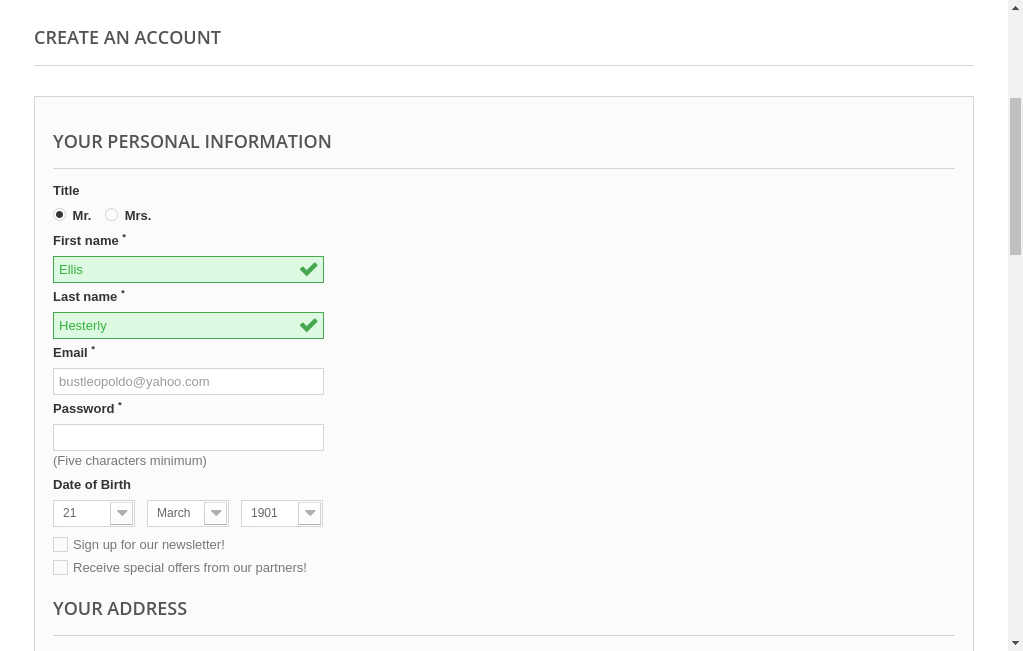 CREATE AN ACCOUNT
YOUR PERSONAL INFORMATION
Title
Mr. Mrs.
First name *
Ellis
Last name *
Hesterly
Email *
bustleopoldo@yahoo.com
Password *
(Five characters minimum)
Date of Birth
21 March 1901
Sign up for our newsletter!
Receive special offers from our partners!
YOUR ADDRESS